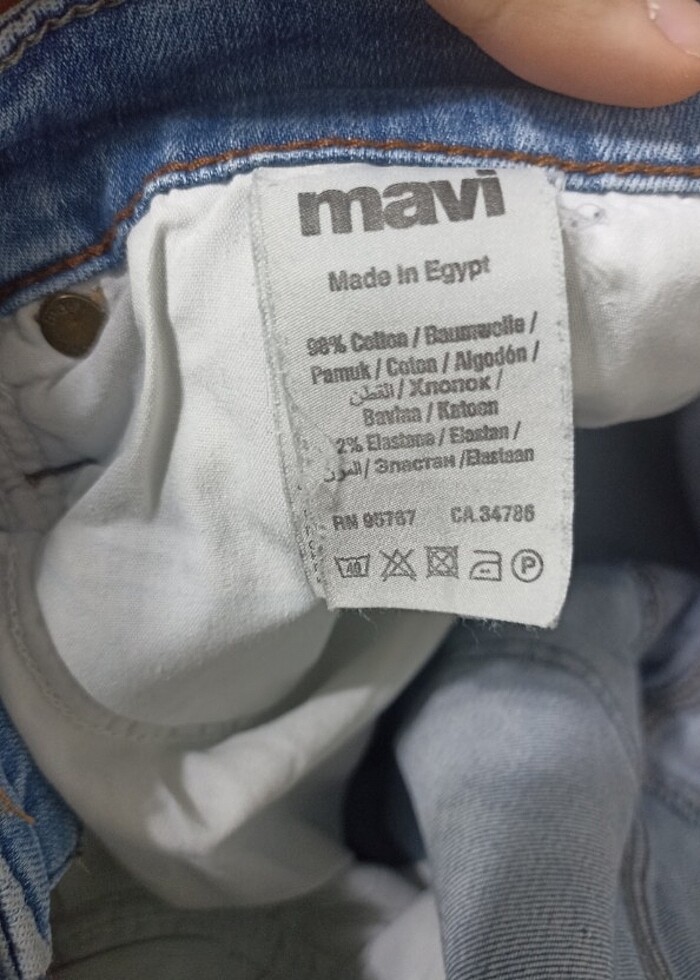 mavi
Made in Egypt
98% Cotton / Baumwolle /
Pamuk / Coton / Algodón /
القطن / Хлопок /
Bavlna / Katoen
2% Elastane / Elastan /
/ Эластан /Elastaan
RN 95767 CA 34786
40
P